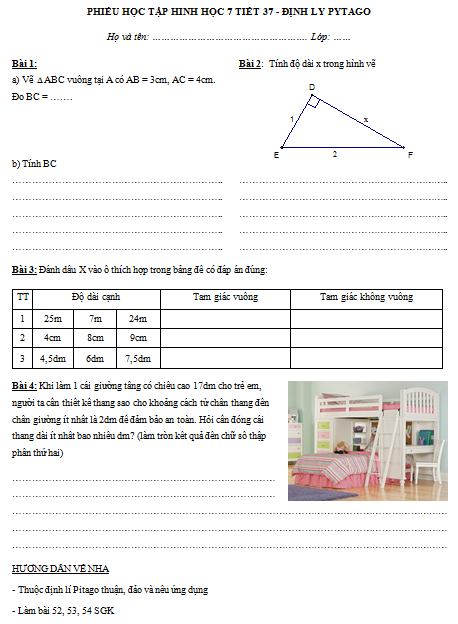 PHIẾU HỌC TẬP HÌNH HỌC 7 TIẾT 37 - ĐỊNH LÝ PYTAGO
Họ và tên: ……………………………………………… Lớp: ……
Bài 1:
a) Vẽ △ABC vuông tại A có AB = 3cm, AC = 4cm.
Đo BC = …….
b) Tính BC
Bài 2: Tính độ dài x trong hình vẽ
D
1
x
E
2
F
Bài 3: Đánh dấu X vào ô thích hợp trong bảng để có đáp án đúng:
TT Độ dài cạnh Tam giác vuông Tam giác không vuông
1 25m 7m 24m
2 4cm 8cm 9cm
3 4,5dm 6dm 7,5dm
Bài 4: Khi làm 1 cái giường tầng có chiều cao 17dm cho trẻ em,
người ta cần thiết kế thang sao cho khoảng cách từ chân thang đến
chân giường ít nhất là 2dm để đảm bảo an toàn. Hỏi cần đóng cái
thang dài ít nhất bao nhiêu dm? (làm tròn kết quả đến chữ số thập
phân thứ hai)
HƯỚNG DẪN VỀ NHÀ
- Thuộc định lí Pitago thuận, đảo và nêu ứng dụng
- Làm bài 52, 53, 54 SGK